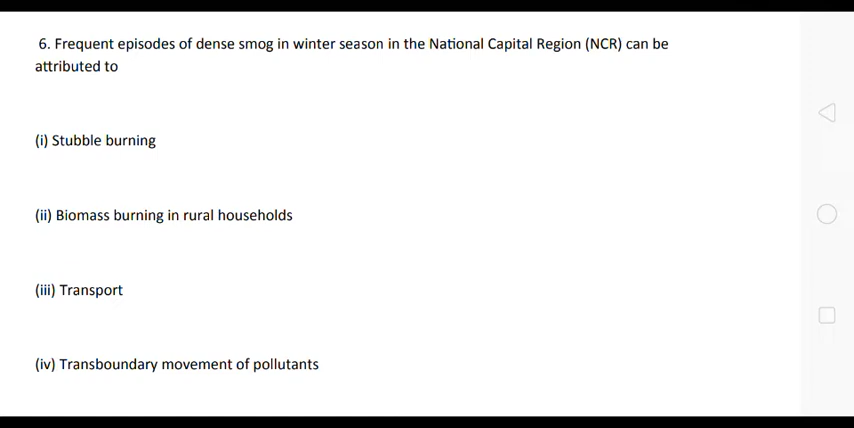 6. Frequent episodes of dense smog in winter season in the National Capital Region (NCR) can be
attributed to
(i) Stubble burning
(ii) Biomass burning in rural households
(iii) Transport
(iv) Transboundary movement of pollutants